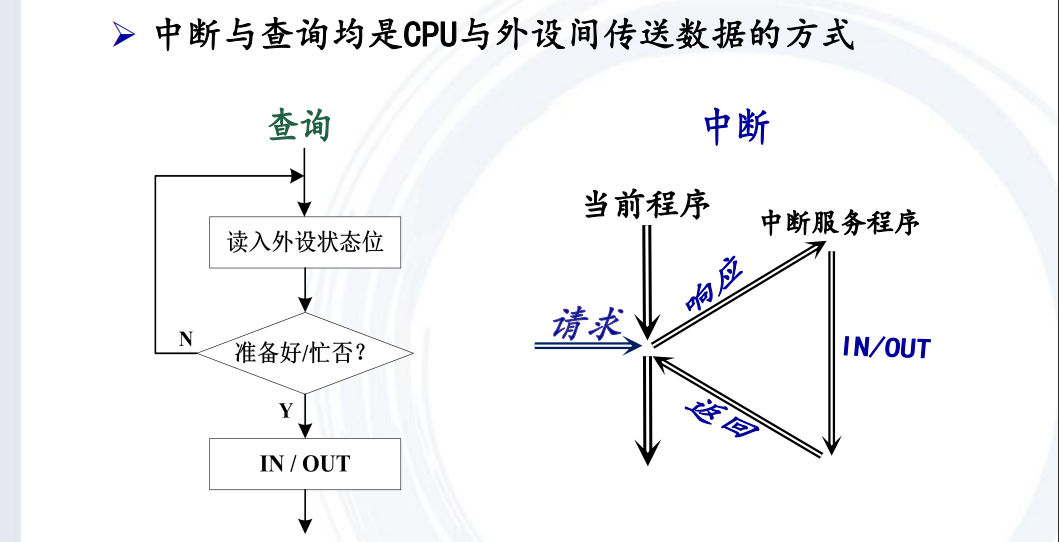 ➢ 中断与查询均是CPU与外设间传送数据的方式
查询
读入外设状态位
准备好/忙否？
N
Y
IN / OUT
中断
当前程序
中断服务程序
请求
响应
IN/OUT
返回